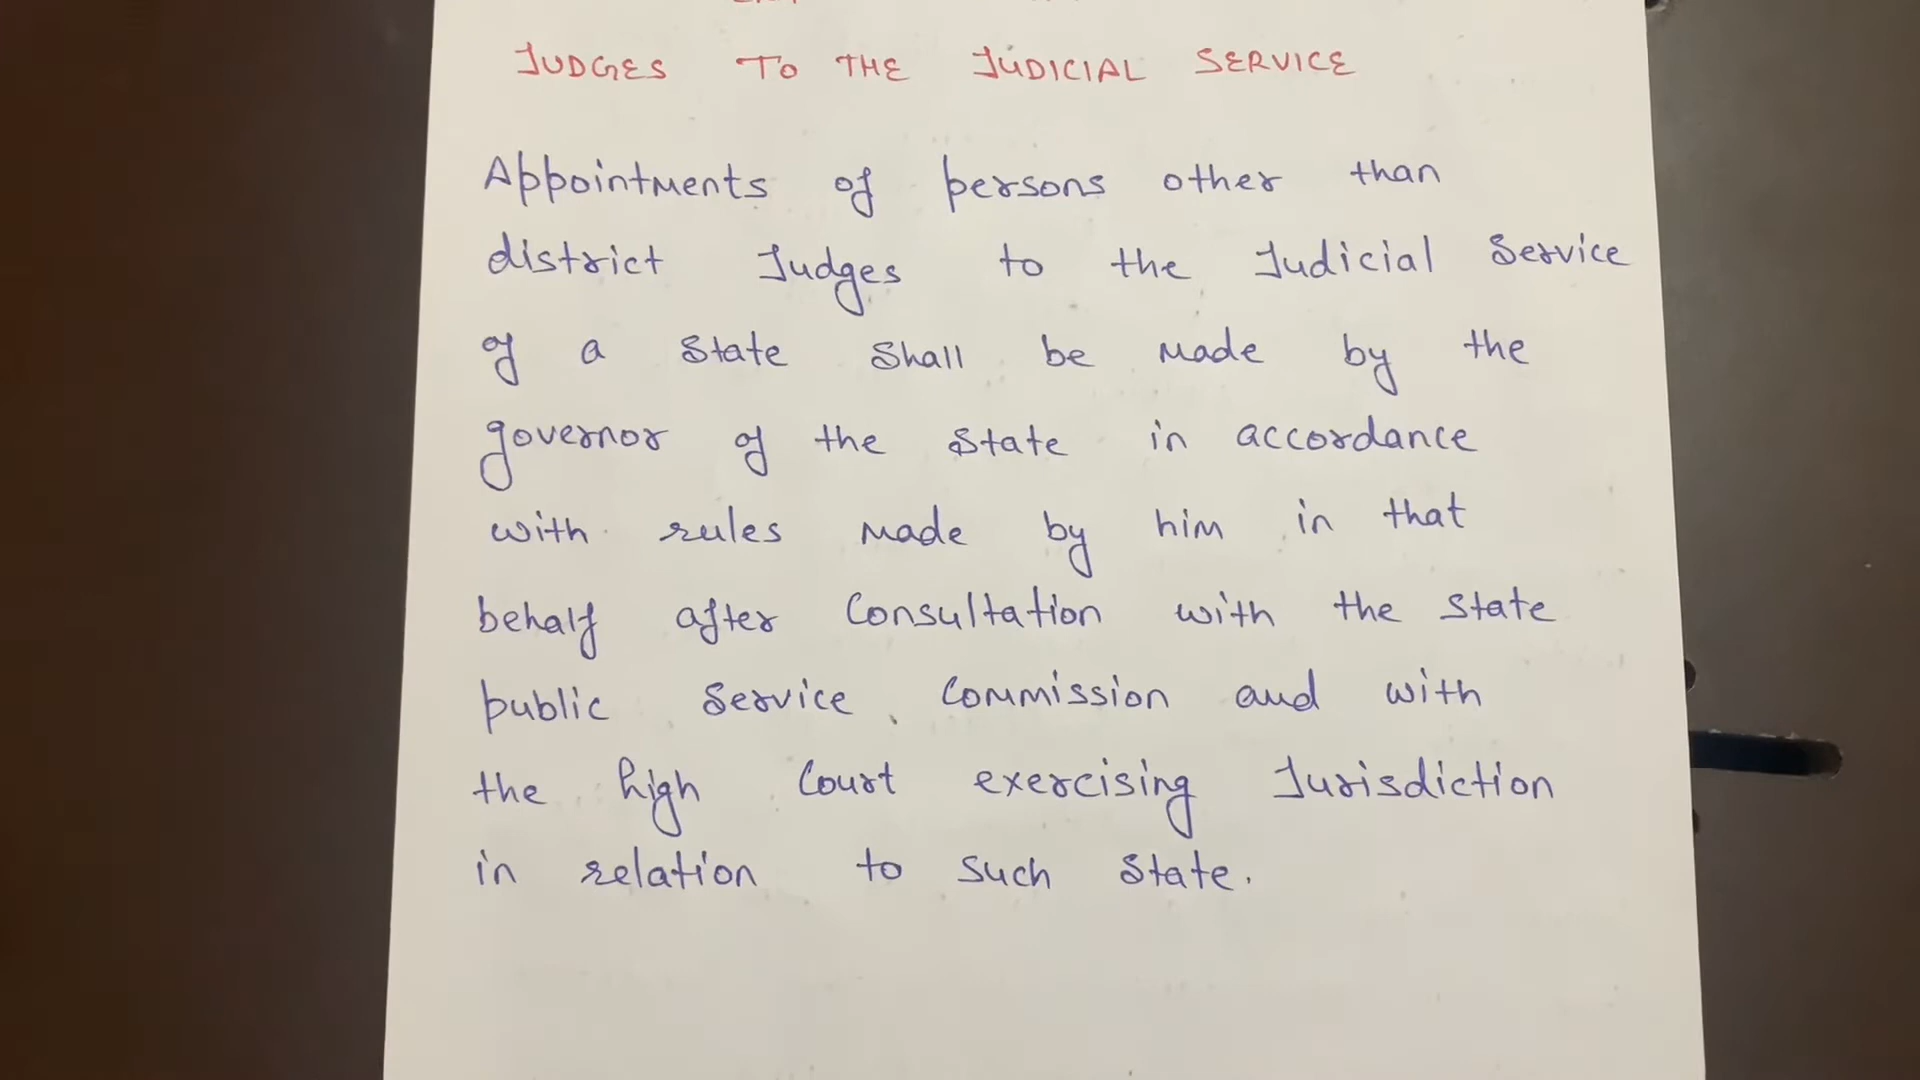 JUDGES TO THE JUDICIAL SERVICE
Appointments of persons other than
district Judges to the Judicial Service
of a State Shall be made by the
governor of the State in accordance
with rules made by him in that
behalf after Consultation with the State
public Service Commission and with
the high Court exercising Jurisdiction
in relation to such State.